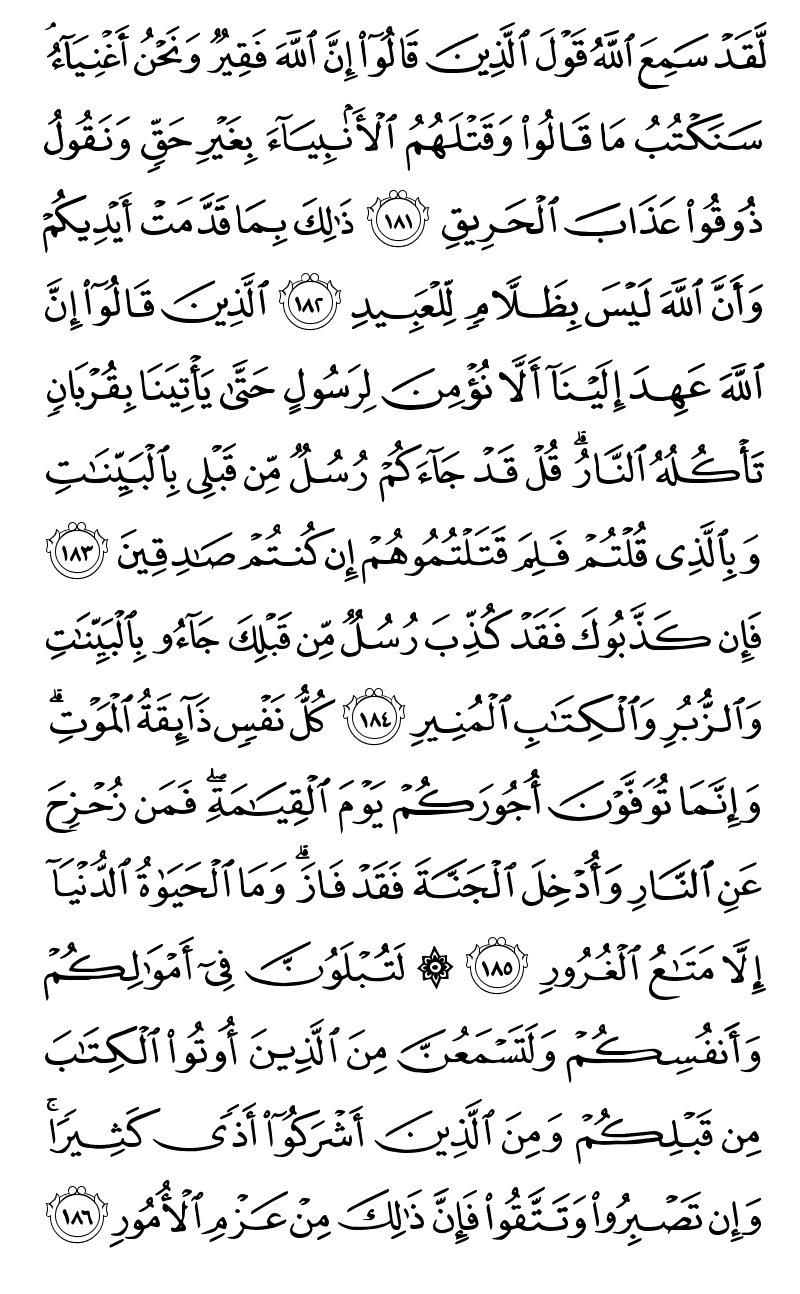 لَّقَدۡ سَمِعَ ٱللَّهُ قَوۡلَ ٱلَّذِينَ قَالُوٓاْ إِنَّ ٱللَّهَ فَقِيرٞ وَنَحۡنُ أَغۡنِيَآءُۘ
سَنَكۡتُبُ مَا قَالُواْ وَقَتۡلَهُمُ ٱلۡأَنۢبِيَآءَ بِغَيۡرِ حَقّٖ وَنَقُولُ
ذُوقُواْ عَذَابَ ٱلۡحَرِيقِ ١٨١ ذَٰلِكَ بِمَا قَدَّمَتۡ أَيۡدِيكُمۡ
وَأَنَّ ٱللَّهَ لَيۡسَ بِظَلَّامٖ لِّلۡعَبِيدِ ١٨٢ ٱلَّذِينَ قَالُوٓاْ إِنَّ
ٱللَّهَ عَهِدَ إِلَيۡنَآ أَلَّا نُؤۡمِنَ لِرَسُولٍ حَتَّىٰ يَأۡتِيَنَا بِقُرۡبَانٖ
تَأۡكُلُهُ ٱلنَّارُۗ قُلۡ قَدۡ جَآءَكُمۡ رُسُلٞ مِّن قَبۡلِي بِٱلۡبَيِّنَٰتِ
وَبِٱلَّذِي قُلۡتُمۡ فَلِمَ قَتَلۡتُمُوهُمۡ إِن كُنتُمۡ صَٰدِقِينَ ١٨٣
فَإِن كَذَّبُوكَ فَقَدۡ كُذِّبَ رُسُلٞ مِّن قَبۡلِكَ جَآءُو بِٱلۡبَيِّنَٰتِ
وَٱلزُّبُرِ وَٱلۡكِتَٰبِ ٱلۡمُنِيرِ ١٨٤ كُلُّ نَفۡسٖ ذَآئِقَةُ ٱلۡمَوۡتِۗ
وَإِنَّمَا تُوَفَّوۡنَ أُجُورَكُمۡ يَوۡمَ ٱلۡقِيَٰمَةِۖ فَمَن زُحۡزِحَ
عَنِ ٱلنَّارِ وَأُدۡخِلَ ٱلۡجَنَّةَ فَقَدۡ فَازَۗ وَمَا ٱلۡحَيَوٰةُ ٱلدُّنۡيَآ
إِلَّا مَتَٰعُ ٱلۡغُرُورِ ١٨٥ ۞ لَتُبۡلَوُنَّ فِيٓ أَمۡوَٰلِكُمۡ
وَأَنفُسِكُمۡ وَلَتَسۡمَعُنَّ مِنَ ٱلَّذِينَ أُوتُواْ ٱلۡكِتَٰبَ
مِن قَبۡلِكُمۡ وَمِنَ ٱلَّذِينَ أَشۡرَكُوٓاْ أَذٗى كَثِيرٗاۚ
وَإِن تَصۡبِرُواْ وَتَتَّقُواْ فَإِنَّ ذَٰلِكَ مِنۡ عَزۡمِ ٱلۡأُمُورِ ١٨٦